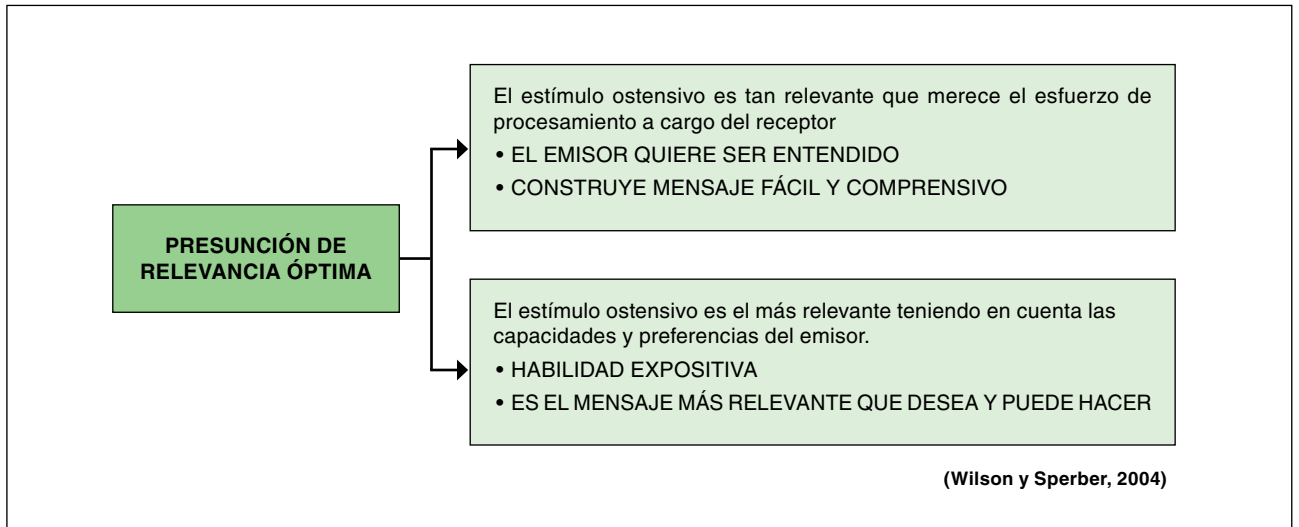 El estímulo ostensivo es tan relevante que merece el esfuerzo de
procesamiento a cargo del receptor
• EL EMISOR QUIERE SER ENTENDIDO
• CONSTRUYE MENSAJE FÁCIL Y COMPRENSIVO
PRESUNCIÓN DE
RELEVANCIA ÓPTIMA
El estímulo ostensivo es el más relevante teniendo en cuenta las
capacidades y preferencias del emisor.
• HABILIDAD EXPOSITIVA
• ES EL MENSAJE MÁS RELEVANTE QUE DESEA Y PUEDE HACER
(Wilson y Sperber, 2004)